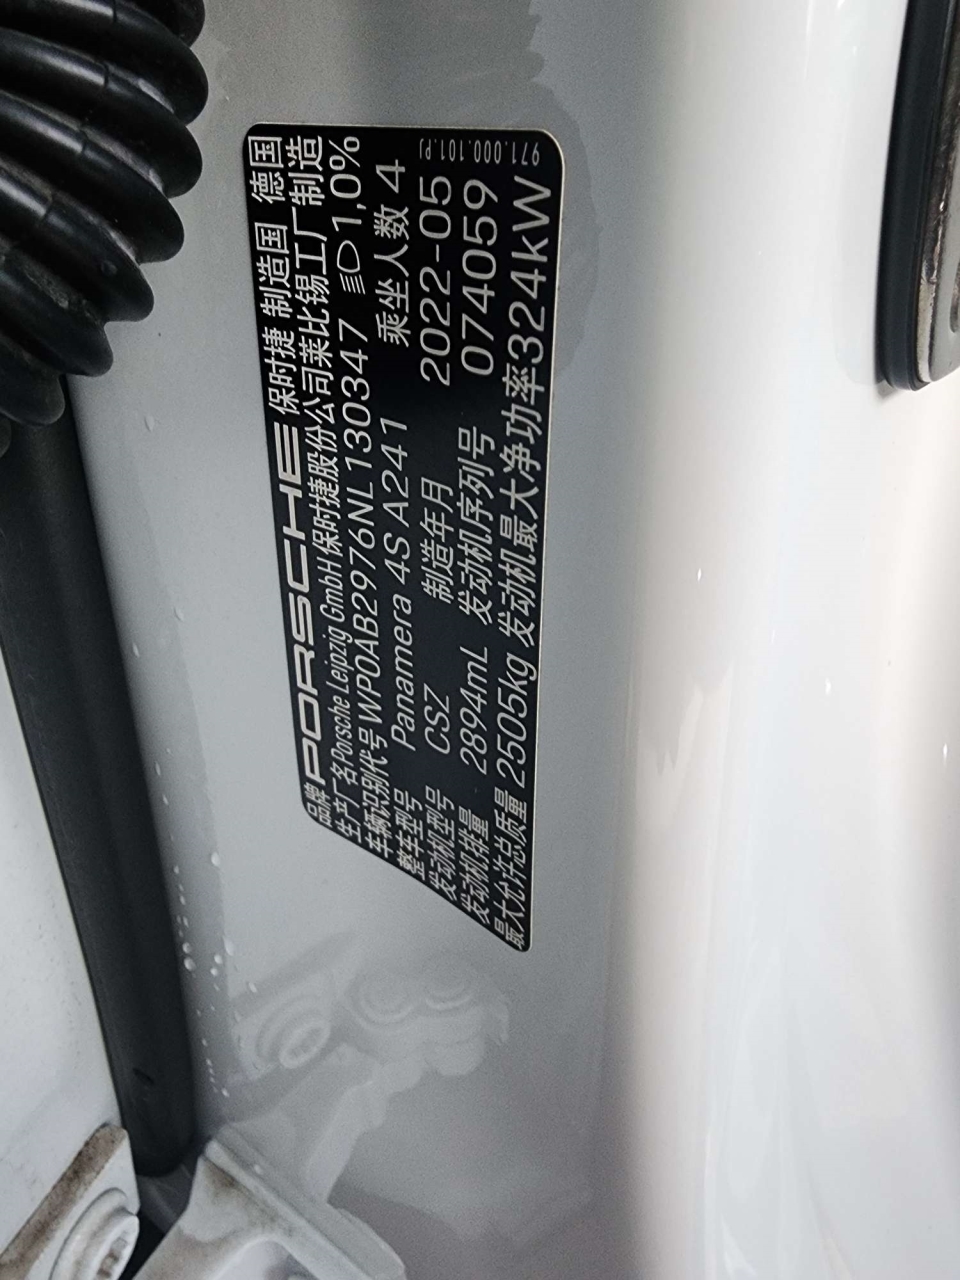 971.000.101.PJ
品牌 PORSCHE 保时捷 制造国 德国
生产厂名 Porsche Leipzig GmbH 保时捷股份公司莱比锡工厂制造
车辆识别代号 WP0AB2976NL130347 1,0%
整车型号 Panamera 4S A241 乘坐人数 4
发动机型号 CSZ 制造年月 2022-05
发动机排量 2894mL 发动机序列号 074059
最大允许总质量 2505kg 发动机最大净功率 324kW